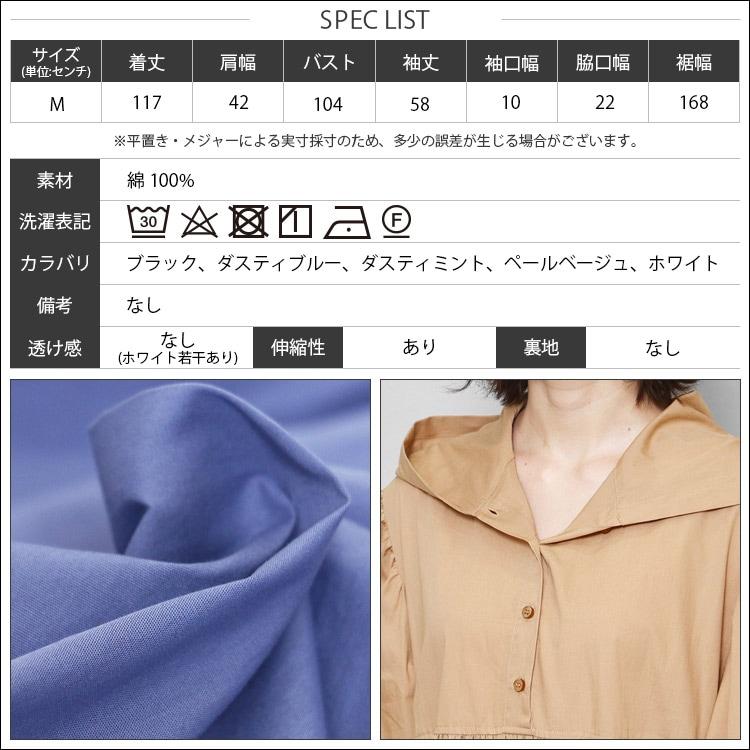 SPEC LIST
サイズ
(単位:センチ)
着丈 肩幅 バスト 袖丈 袖口幅 脇口幅 裾幅
M 117 42 104 58 10 22 168
※平置き・メジャーによる実寸採寸のため、多少の誤差が生じる場合がございます。
素材 綿 100%
洗濯表記 30 F
カラバリ ブラック、ダスティブルー、ダスティミント、ペールベージュ、ホワイト
備考 なし
透け感 なし
(ホワイト若干あり)
伸縮性 あり 裏地 なし